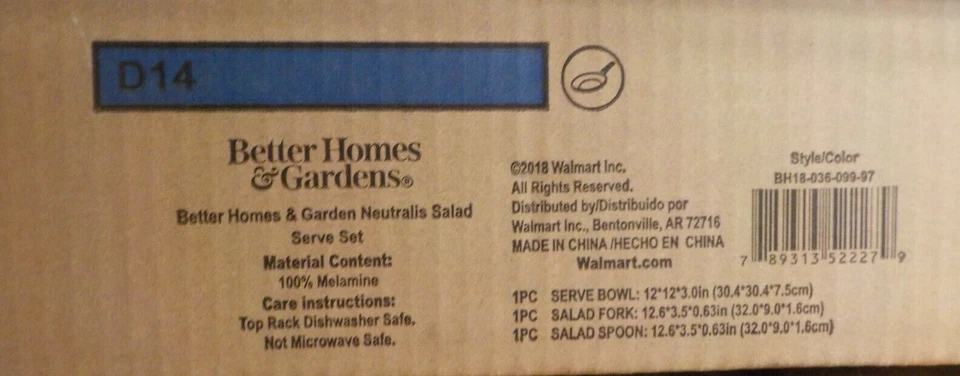 D14
Better Homes
& Gardens®
Better Homes & Garden Neutralis Salad
Serve Set
Material Content:
100% Melamine
Care instructions:
Top Rack Dishwasher Safe.
Not Microwave Safe.
©2018 Walmart Inc.
All Rights Reserved.
Distributed by/Distribuido por
Walmart Inc., Bentonville, AR 72716
MADE IN CHINA /HECHO EN CHINA
Walmart.com
Style/Color
BH18-036-099-97
7 89313 52227 9
1PC SERVE BOWL: 12*12*3.0in (30.4*30.4*7.5cm)
1PC SALAD FORK: 12.6*3.5*0.63in (32.0*9.0*1.6cm)
1PC SALAD SPOON: 12.6*3.5*0.63in (32.0*9.0*1.6cm)